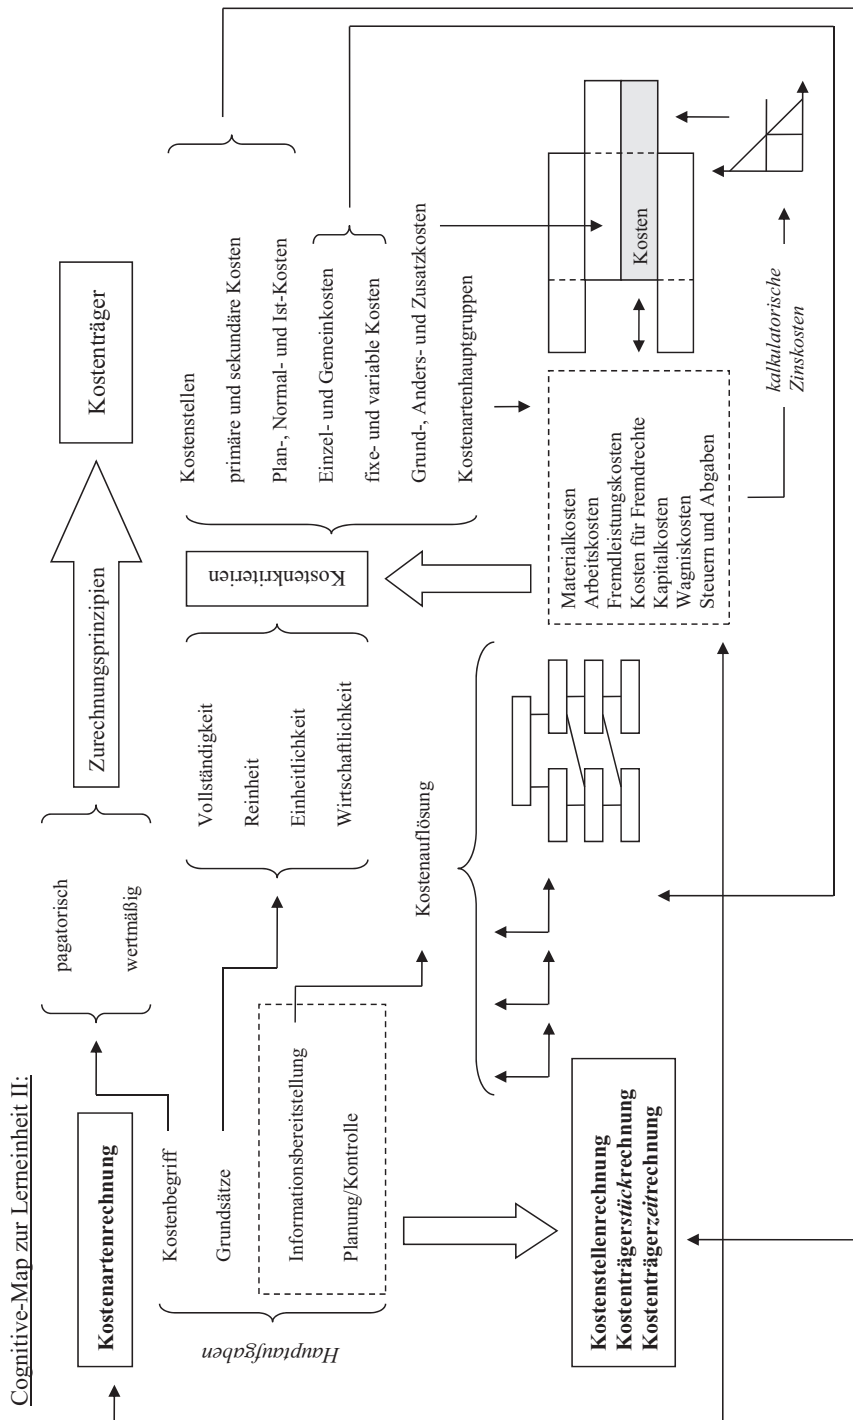 Cognitive-Map zur Lerneinheit II:
Kostenartenrechnung
Hauptaufgaben
Kostenbegriff
Grundsätze
Informationsbereitstellung
Planung/Kontrolle
Kostenstellenrechnung
Kostenträgerstückrechnung
Kostenträgerzeitrechnung
pagatorisch
wertmäßig
Zurechnungsprinzipien
Kostenträger
Vollständigkeit
Reinheit
Einheitlichkeit
Wirtschaftlichkeit
Kostenauflösung
Kostenkriterien
Kostenstellen
primäre und sekundäre Kosten
Plan-, Normal- und Ist-Kosten
Einzel- und Gemeinkosten
fixe- und variable Kosten
Grund-, Anders- und Zusatzkosten
Kostenartenhauptgruppen
Materialkosten
Arbeitskosten
Fremdleistungskosten
Kosten für Fremdrechte
Kapitalkosten
Wagniskosten
Steuern und Abgaben
Kosten
kalkulatorische
Zinskosten